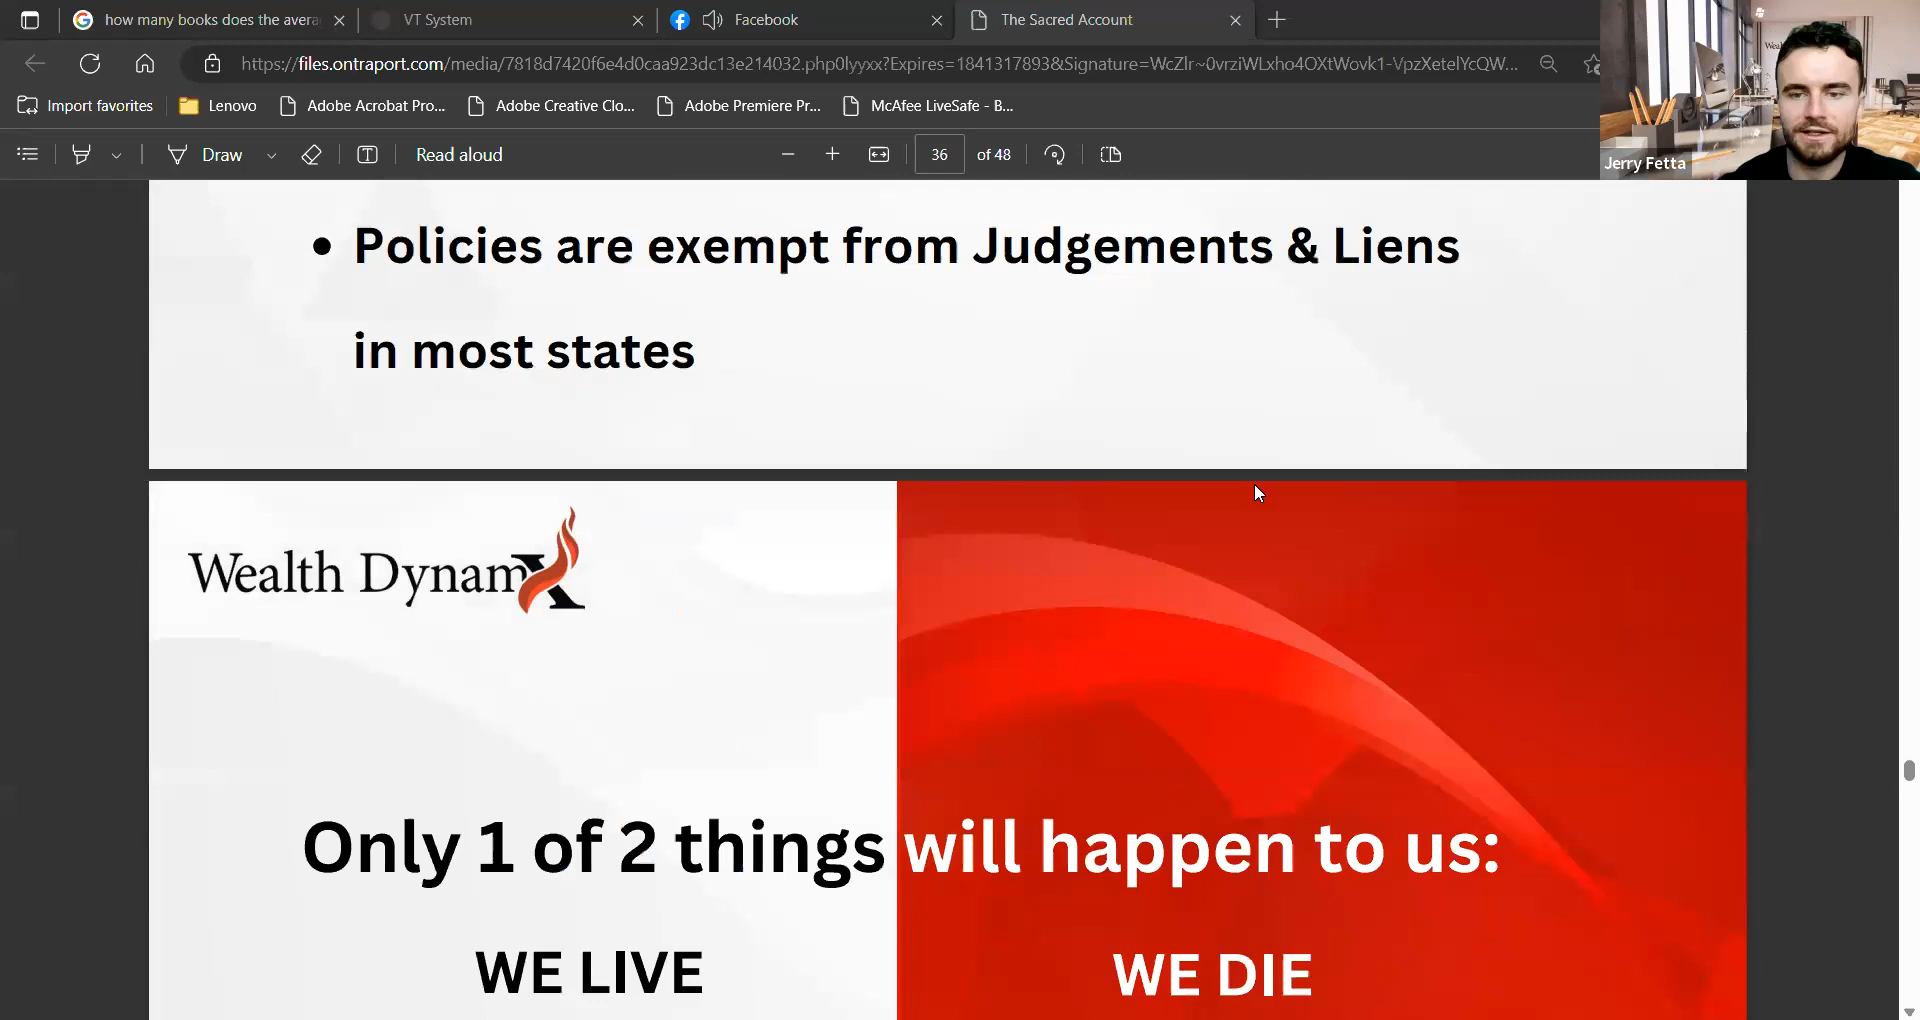 how many books does the avera
VT System
Facebook
The Sacred Account
https://files.ontraport.com/media/7818d7420f6e4d0caa923dc13e214032.php0lyyxx?Expires=1841317893&Signature=WcZlr~0vrziWLxho4OXtWovk1-VpzXetelYcQW...
Import favorites
Lenovo
Adobe Acrobat Pro...
Adobe Creative Clo...
Adobe Premiere Pr...
McAfee LiveSafe - B...
Draw
Read aloud
36
of 48
Jerry Fetta
• Policies are exempt from Judgements & Liens
in most states
Wealth DynamX
Only 1 of 2 things will happen to us:
WE LIVE
WE DIE